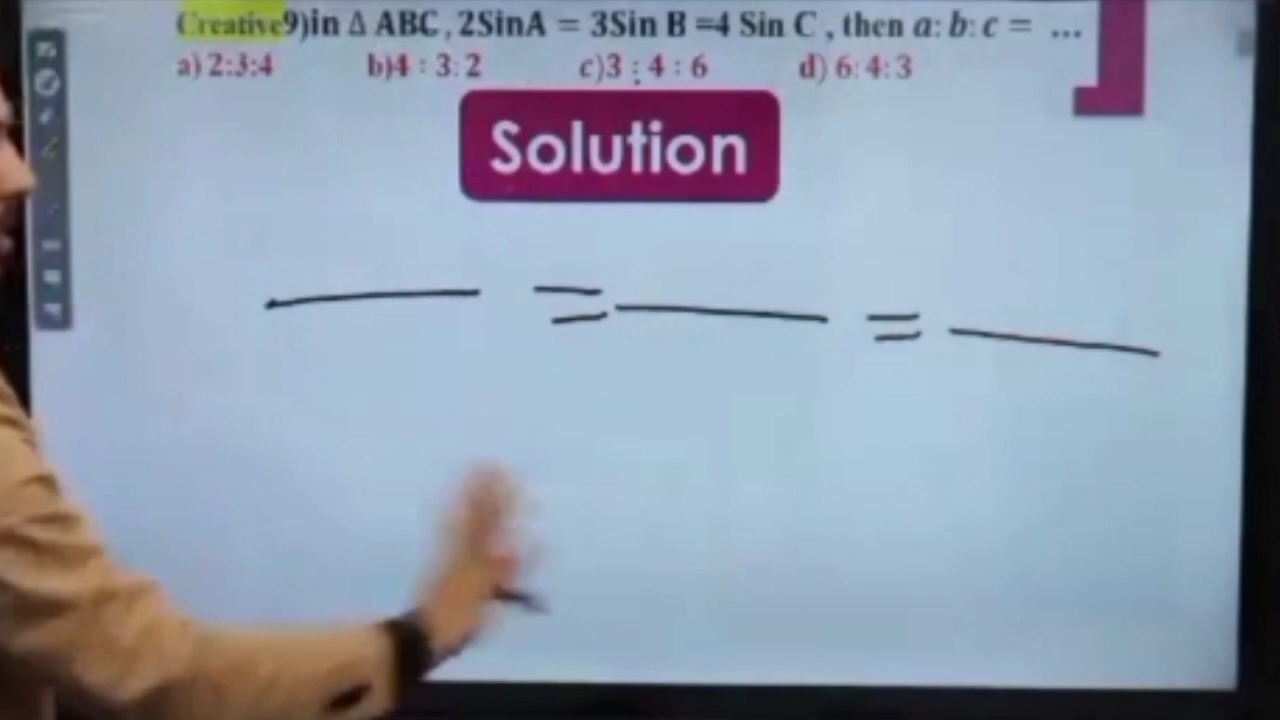 Creative9)in Δ ABC, 2SinA = 3Sin B =4 Sin C , then a: b: c = ...
a) 2:3:4 b)4 : 3: 2 c)3 : 4 : 6 d) 6: 4: 3
Solution
= =